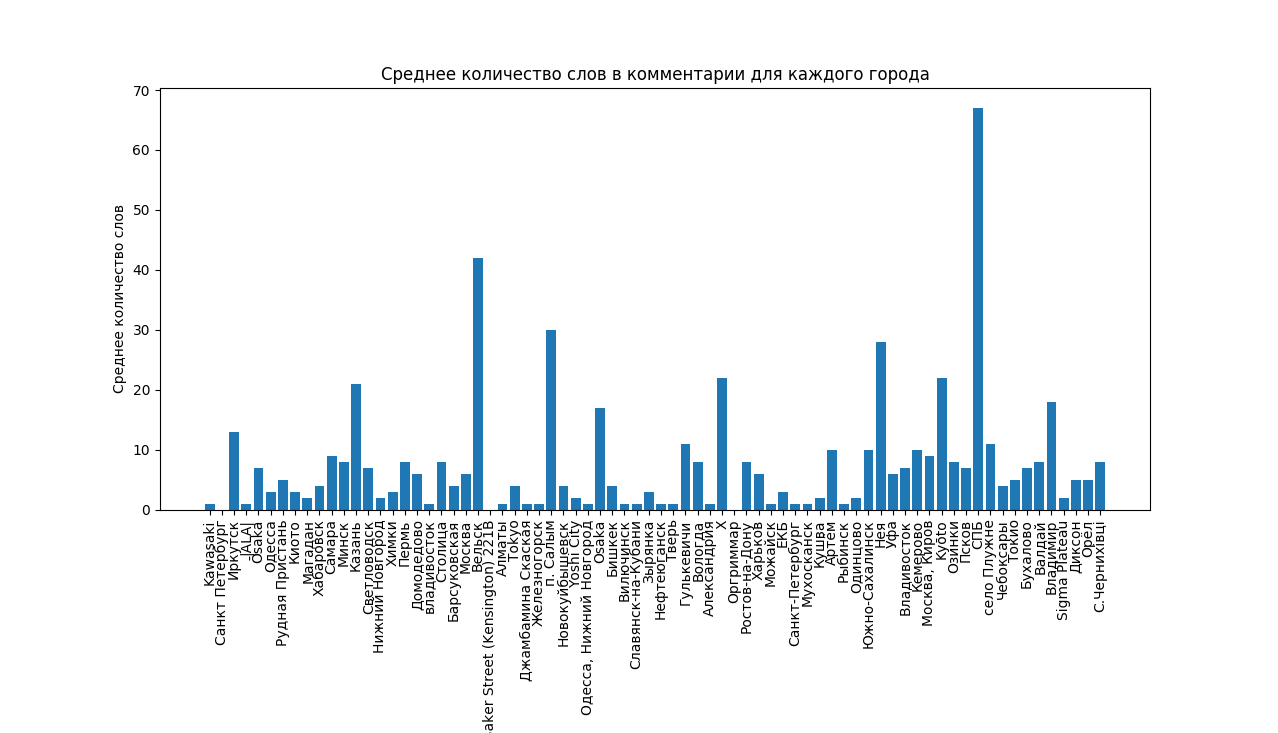 Среднее количество слов в комментарии для каждого города
Среднее количество слов
70
60
50
40
30
20
10
0
Kawasaki
Санкт Петербург
Иркутск
-JALAJ
Ōsaka
Одесса
Рудная Пристань
Киото
Магадан
Хабаровск
Самара
Минск
Казань
Светловодск
Нижний Новгород
Химки
Пермь
Домодедово
владивосток
Столица
Барсуковская
Москва
Вельск
aker Street (Kensington) 221B
Алматы
Tokyo
Джамбамина Скаская
Железногорск
п. Салым
Новокуйбышевск
Yoshi City
Одесса, Нижний Новгород
Osaka
Бишкек
Вилючинск
Славянск-на-Кубани
Зырянка
Нефтеюганск
Тверь
Гулькевичи
Вологда
Александрия
X
Оргриммар
Ростов-на-Дону
Харьков
Можайск
ЕКБ
Санкт-Петербург
Мухосканск
Кушва
Артём
Рыбинск
Одинцово
Южно-Сахалинск
Нея
Уфа
Владивосток
Кемерово
Москва, Киров
Kyōto
Озинки
Псков
СПБ
село Плужне
Чебоксары
Токио
Бухалово
Валдай
Владимир
Sigma Plateau
Диксон
Орёл
С.Чернихівці